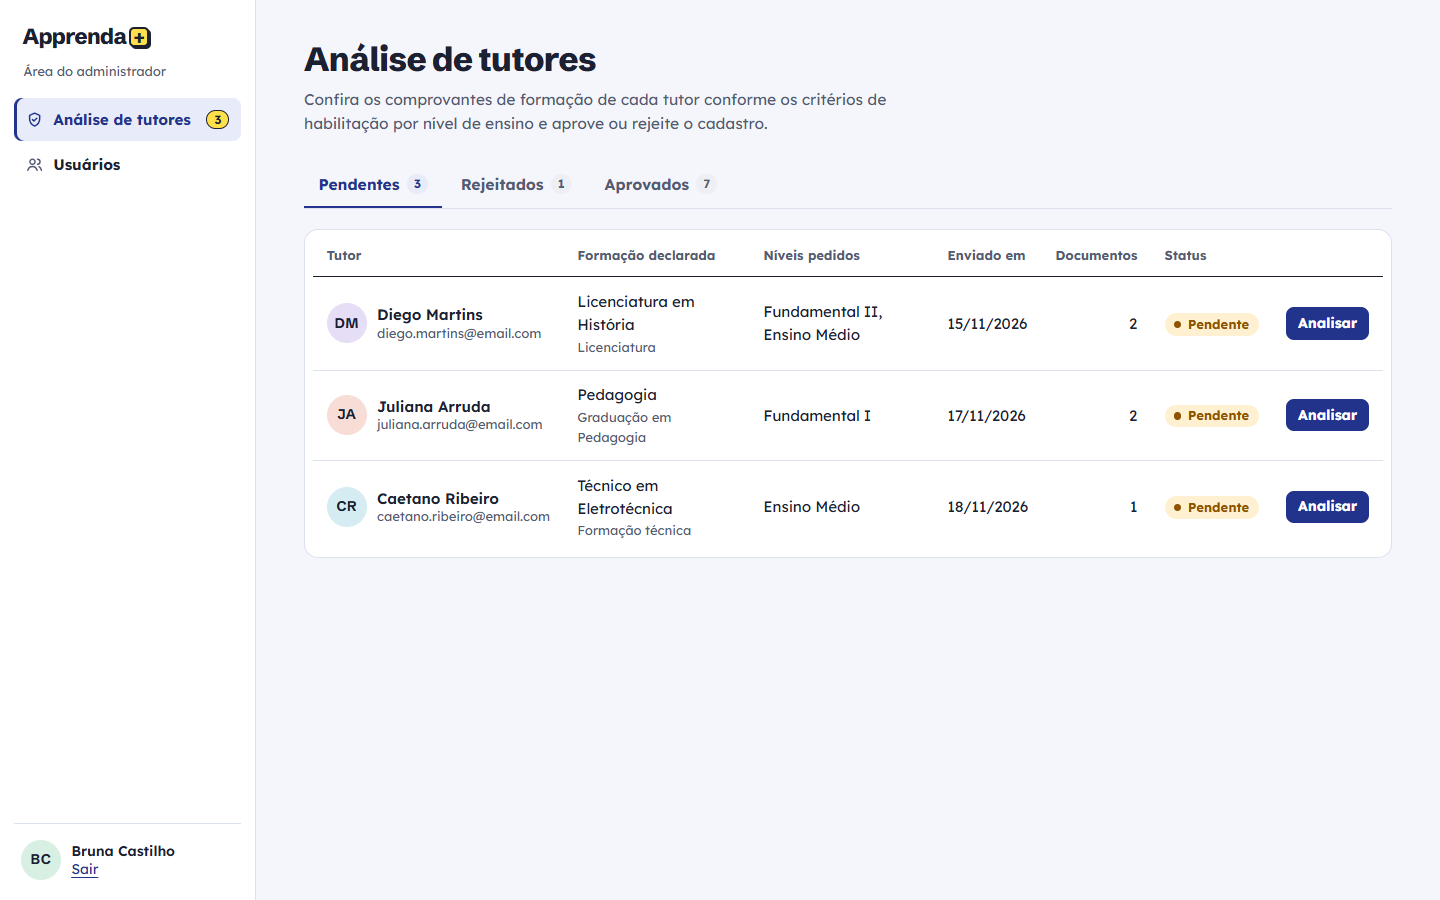 Apprenda+
Área do administrador
Análise de tutores 3
Usuários
Análise de tutores
Confira os comprovantes de formação de cada tutor conforme os critérios de
habilitação por nível de ensino e aprove ou rejeite o cadastro.
Pendentes 3 Rejeitados 1 Aprovados 7
Tutor Formação declarada Níveis pedidos Enviado em Documentos Status
DM
Diego Martins
diego.martins@email.com
Licenciatura em
História
Licenciatura
Fundamental II,
Ensino Médio
15/11/2026
2
Pendente
Analisar
JA
Juliana Arruda
juliana.arruda@email.com
Pedagogia
Graduação em
Pedagogia
Fundamental I
17/11/2026
2
Pendente
Analisar
CR
Caetano Ribeiro
caetano.ribeiro@email.com
Técnico em
Eletrotécnica
Formação técnica
Ensino Médio
18/11/2026
1
Pendente
Analisar
BC
Bruna Castilho
Sair